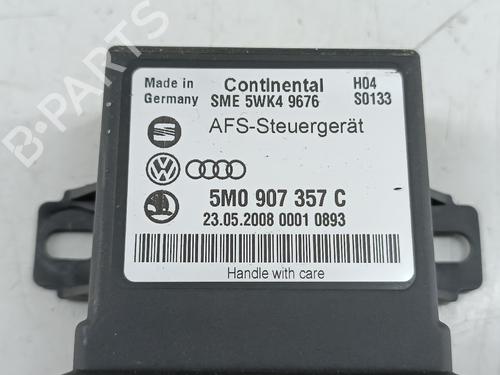 B-PARTS
Made in
Germany
Continental
SME 5WK4 9676
H04
S0133
AFS-Steuergerät
5M0 907 357 C
23.05.2008 0001 0893
Handle with care